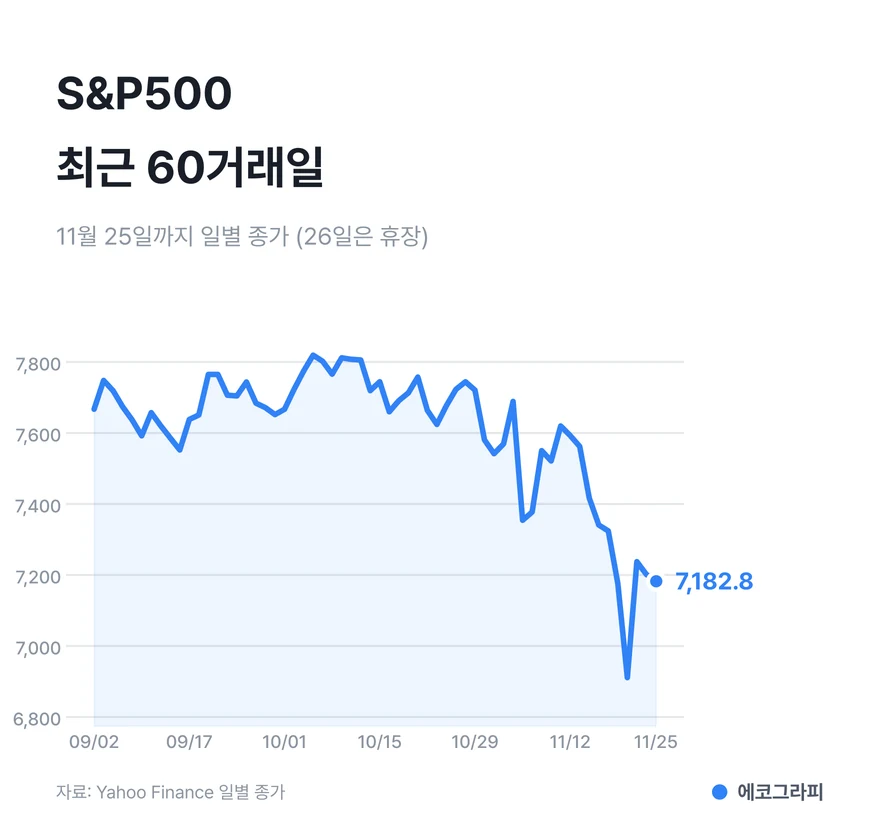 S&P500
최근 60거래일
11월 25일까지 일별 종가 (26일은 휴장)
7,800
7,600
7,400
7,200
7,182.8
7,000
6,800
09/02 09/17 10/01 10/15 10/29 11/12 11/25
자료: Yahoo Finance 일별 종가
에코그라피